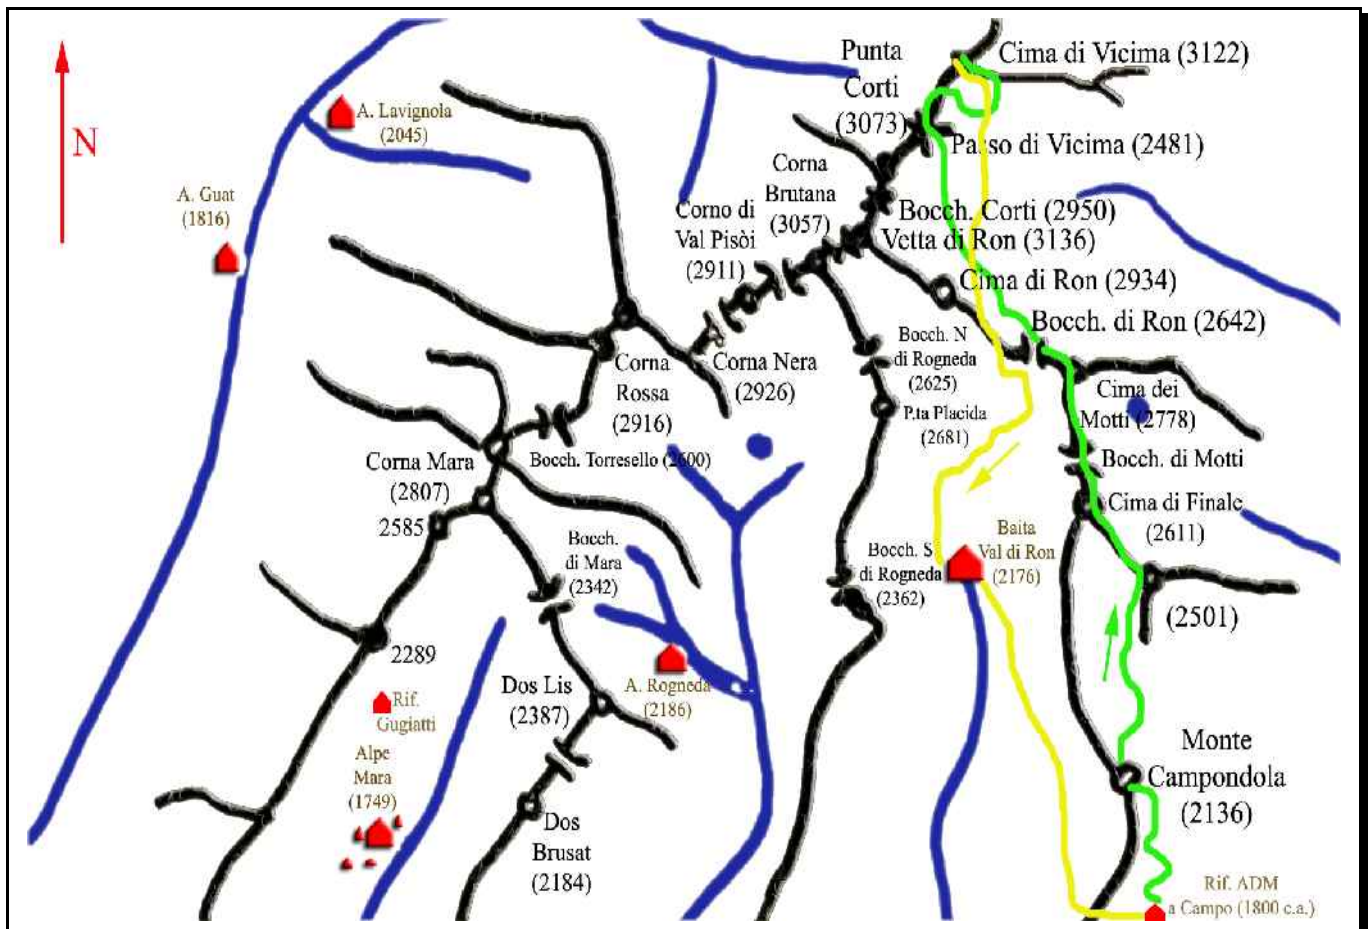 N
A. Lavignola
(2045)
A. Guat
(1816)
Punta
Corti
(3073)
Cima di Vicima (3122)
Passo di Vicima (2481)
Corna
Brutana
(3057)
Bocch. Corti (2950)
Vetta di Ron (3136)
Corno di
Val Pisòi
(2911)
Cima di Ron (2934)
Bocch. di Ron (2642)
Corna
Rossa
(2916)
Corna Nera
(2926)
Bocch. N
di Rogneda
(2625)
P.ta Placida
(2681)
Cima dei
Motti (2778)
Bocch. di Motti
Corna Mara
(2807)
Bocch. Torresello (2600)
2585
Cima di Finale
(2611)
Bocch.
di Mara
(2342)
Bocch. S
di Rogneda
(2362)
Baita
Val di Ron
(2176)
(2501)
2289
Rif.
Gugiatti
Dos Lis
(2387)
A. Rogneda
(2186)
Alpe
Mara
(1749)
Monte
Campondola
(2136)
Dos
Brusat
(2184)
Rif. ADM
a Campo (1800 c.a.)